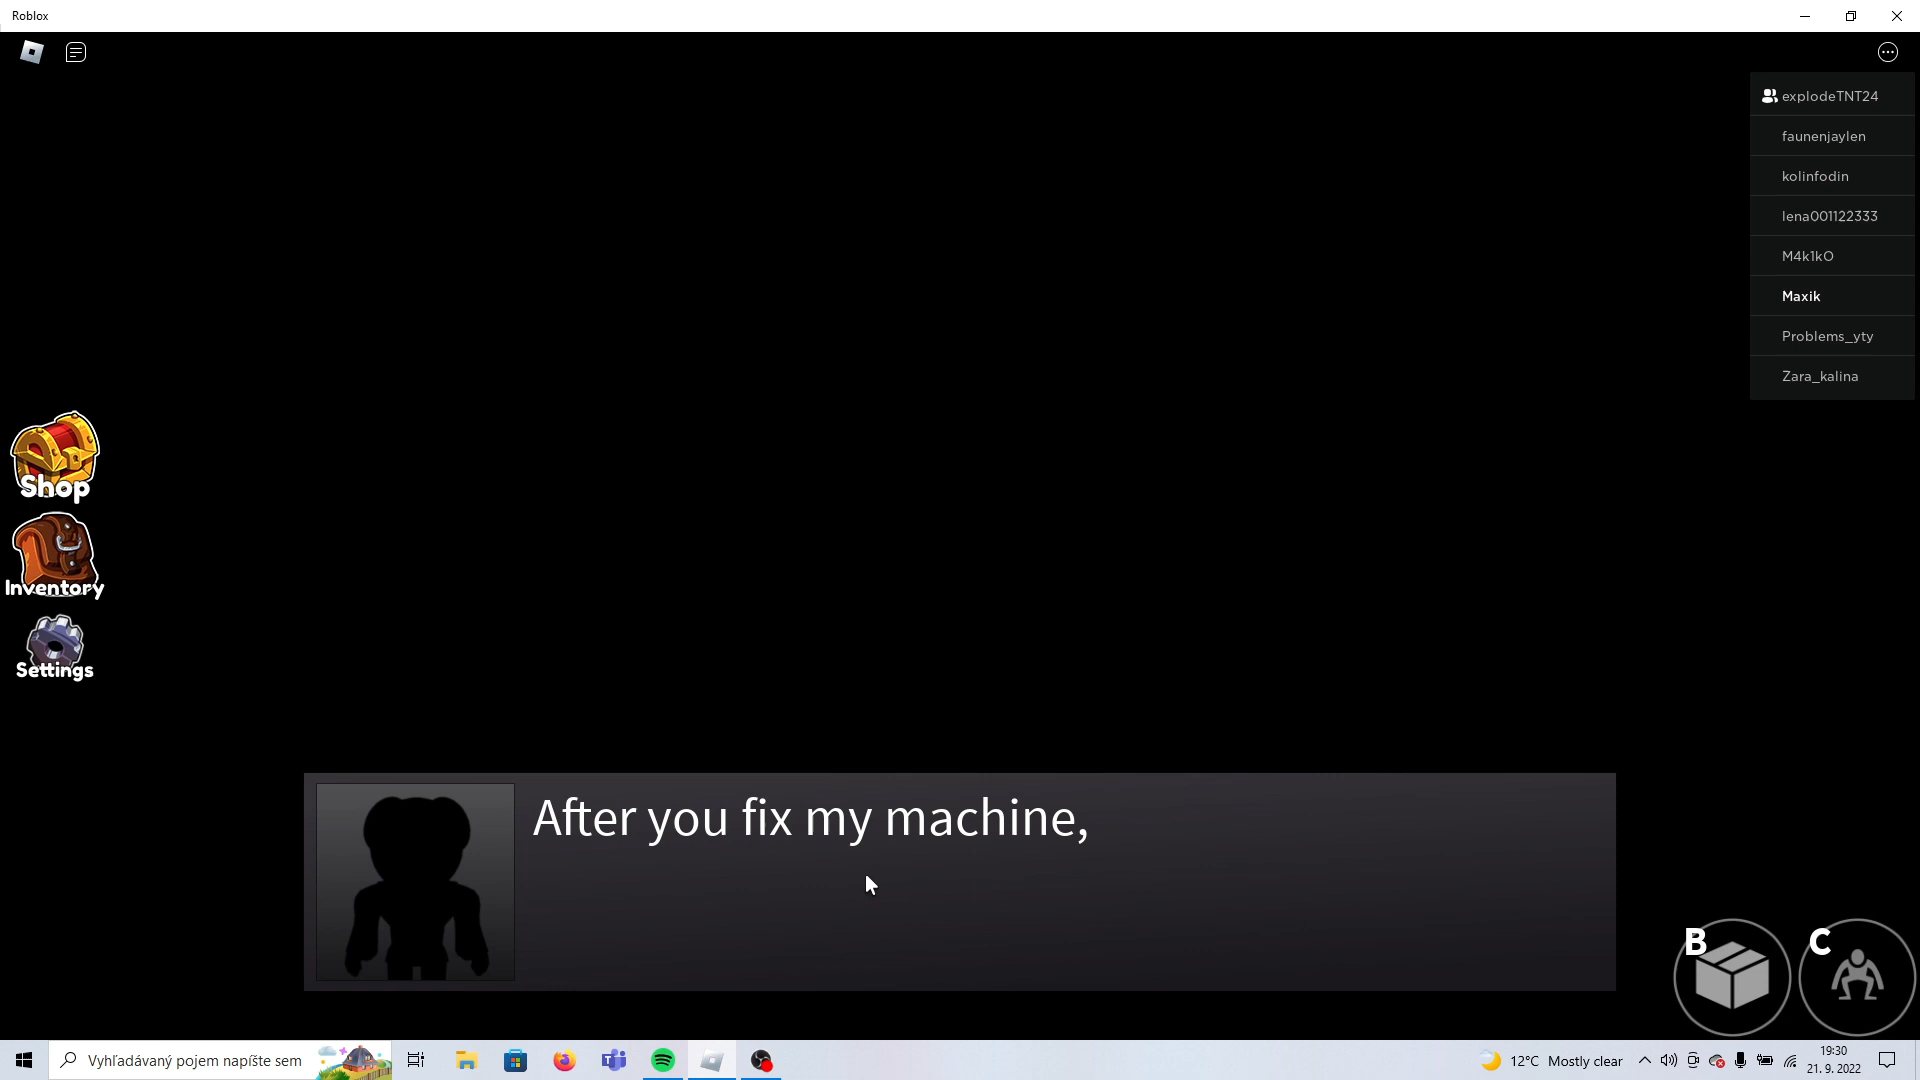 Roblox
explodeTNT24
faunenjaylen
kolinfodin
lena001122333
M4k1kO
Maxik
Problems_yty
Zara_kalina
Shop
Inventory
Settings
After you fix my machine,
B
C
Vyhľadávaný pojem napíšte sem
12°C Mostly clear
19:30
21. 9. 2022